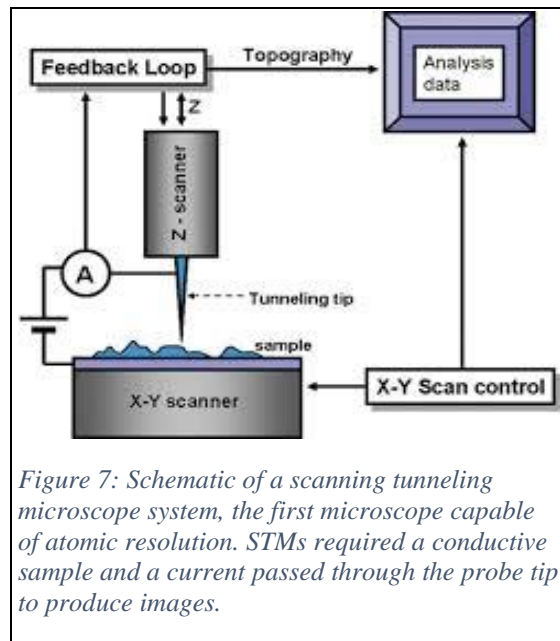 Feedback Loop
Topography
Analysis
data
Z
Z - scanner
A
Tunneling tip
sample
X-Y scanner
X-Y Scan control
Figure 7: Schematic of a scanning tunneling
microscope system, the first microscope capable
of atomic resolution. STMs required a conductive
sample and a current passed through the probe tip
to produce images.